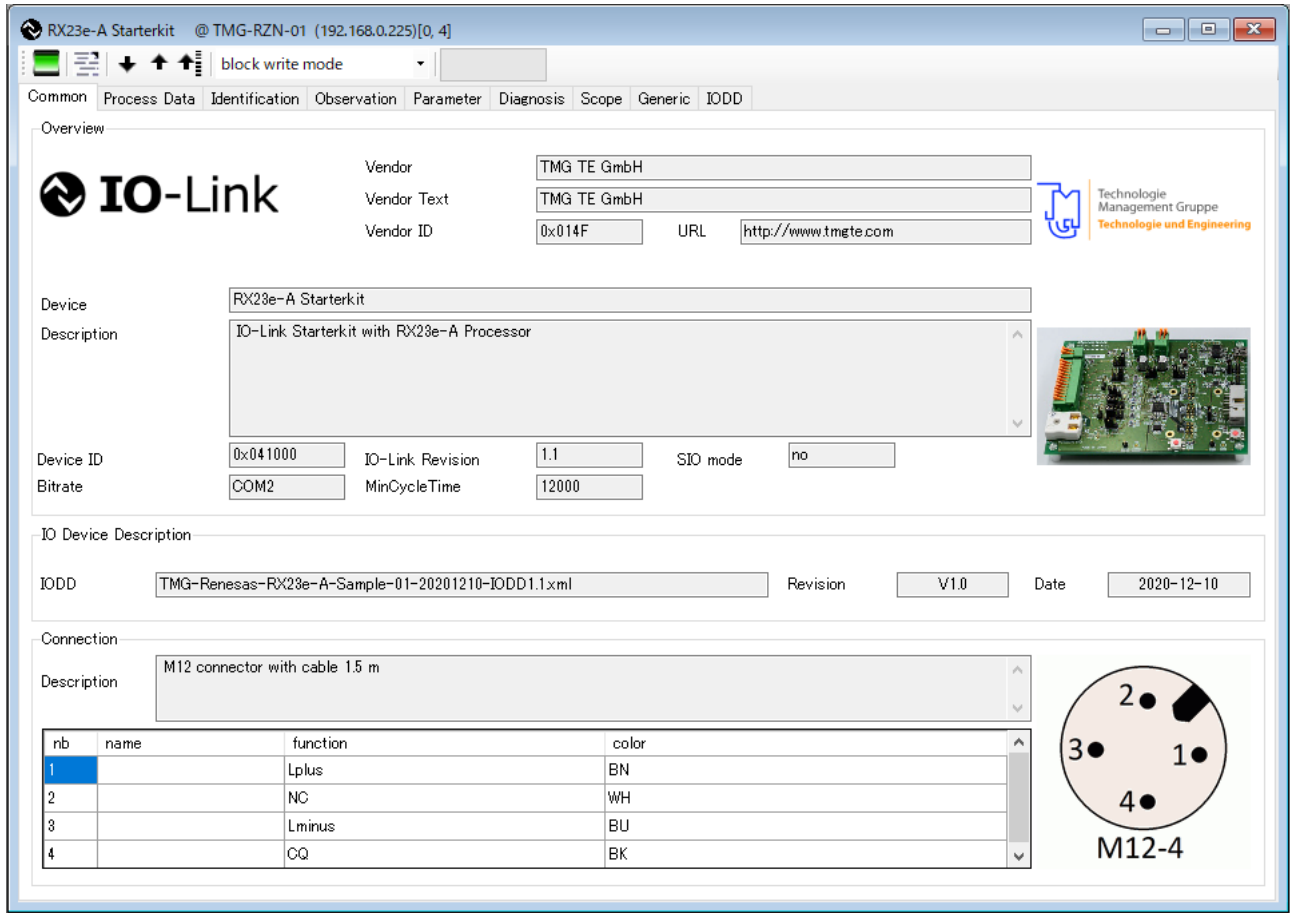 RX23e-A Starterkit @ TMG-RZN-01 (192.168.0.225)[0, 4]
block write mode
Common Process Data Identification Observation Parameter Diagnosis Scope Generic IODD
Overview
IO-Link
Vendor TMG TE GmbH
Vendor Text TMG TE GmbH
Vendor ID 0x014F URL http://www.tmgte.com
Technologie
Management Gruppe
Technologie und Engineering
Device RX23e-A Starterkit
Description IO-Link Starterkit with RX23e-A Processor
Device ID 0x041000 IO-Link Revision 1.1 SIO mode no
Bitrate COM2 MinCycleTime 12000
IO Device Description
IODD TMG-Renesas-RX23e-A-Sample-01-20201210-IODD1.1.xml Revision V1.0 Date 2020-12-10
Connection
Description M12 connector with cable 1.5 m
nb name function color
1 Lplus BN
2 NC WH
3 Lminus BU
4 CQ BK
2
3 1
4
M12-4